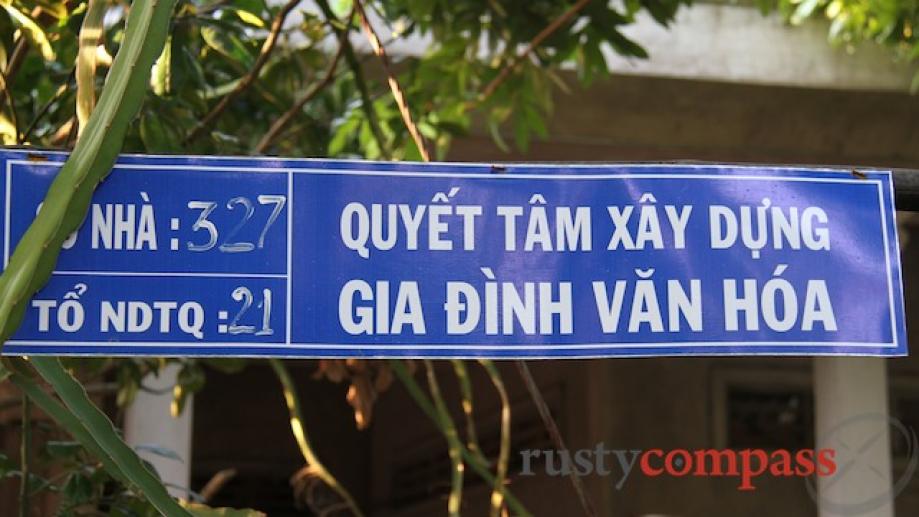 NHÀ : 327
TỔ NDTQ : 21
QUYẾT TÂM XÂY DỰNG
GIA ĐÌNH VĂN HÓA
rustycompass